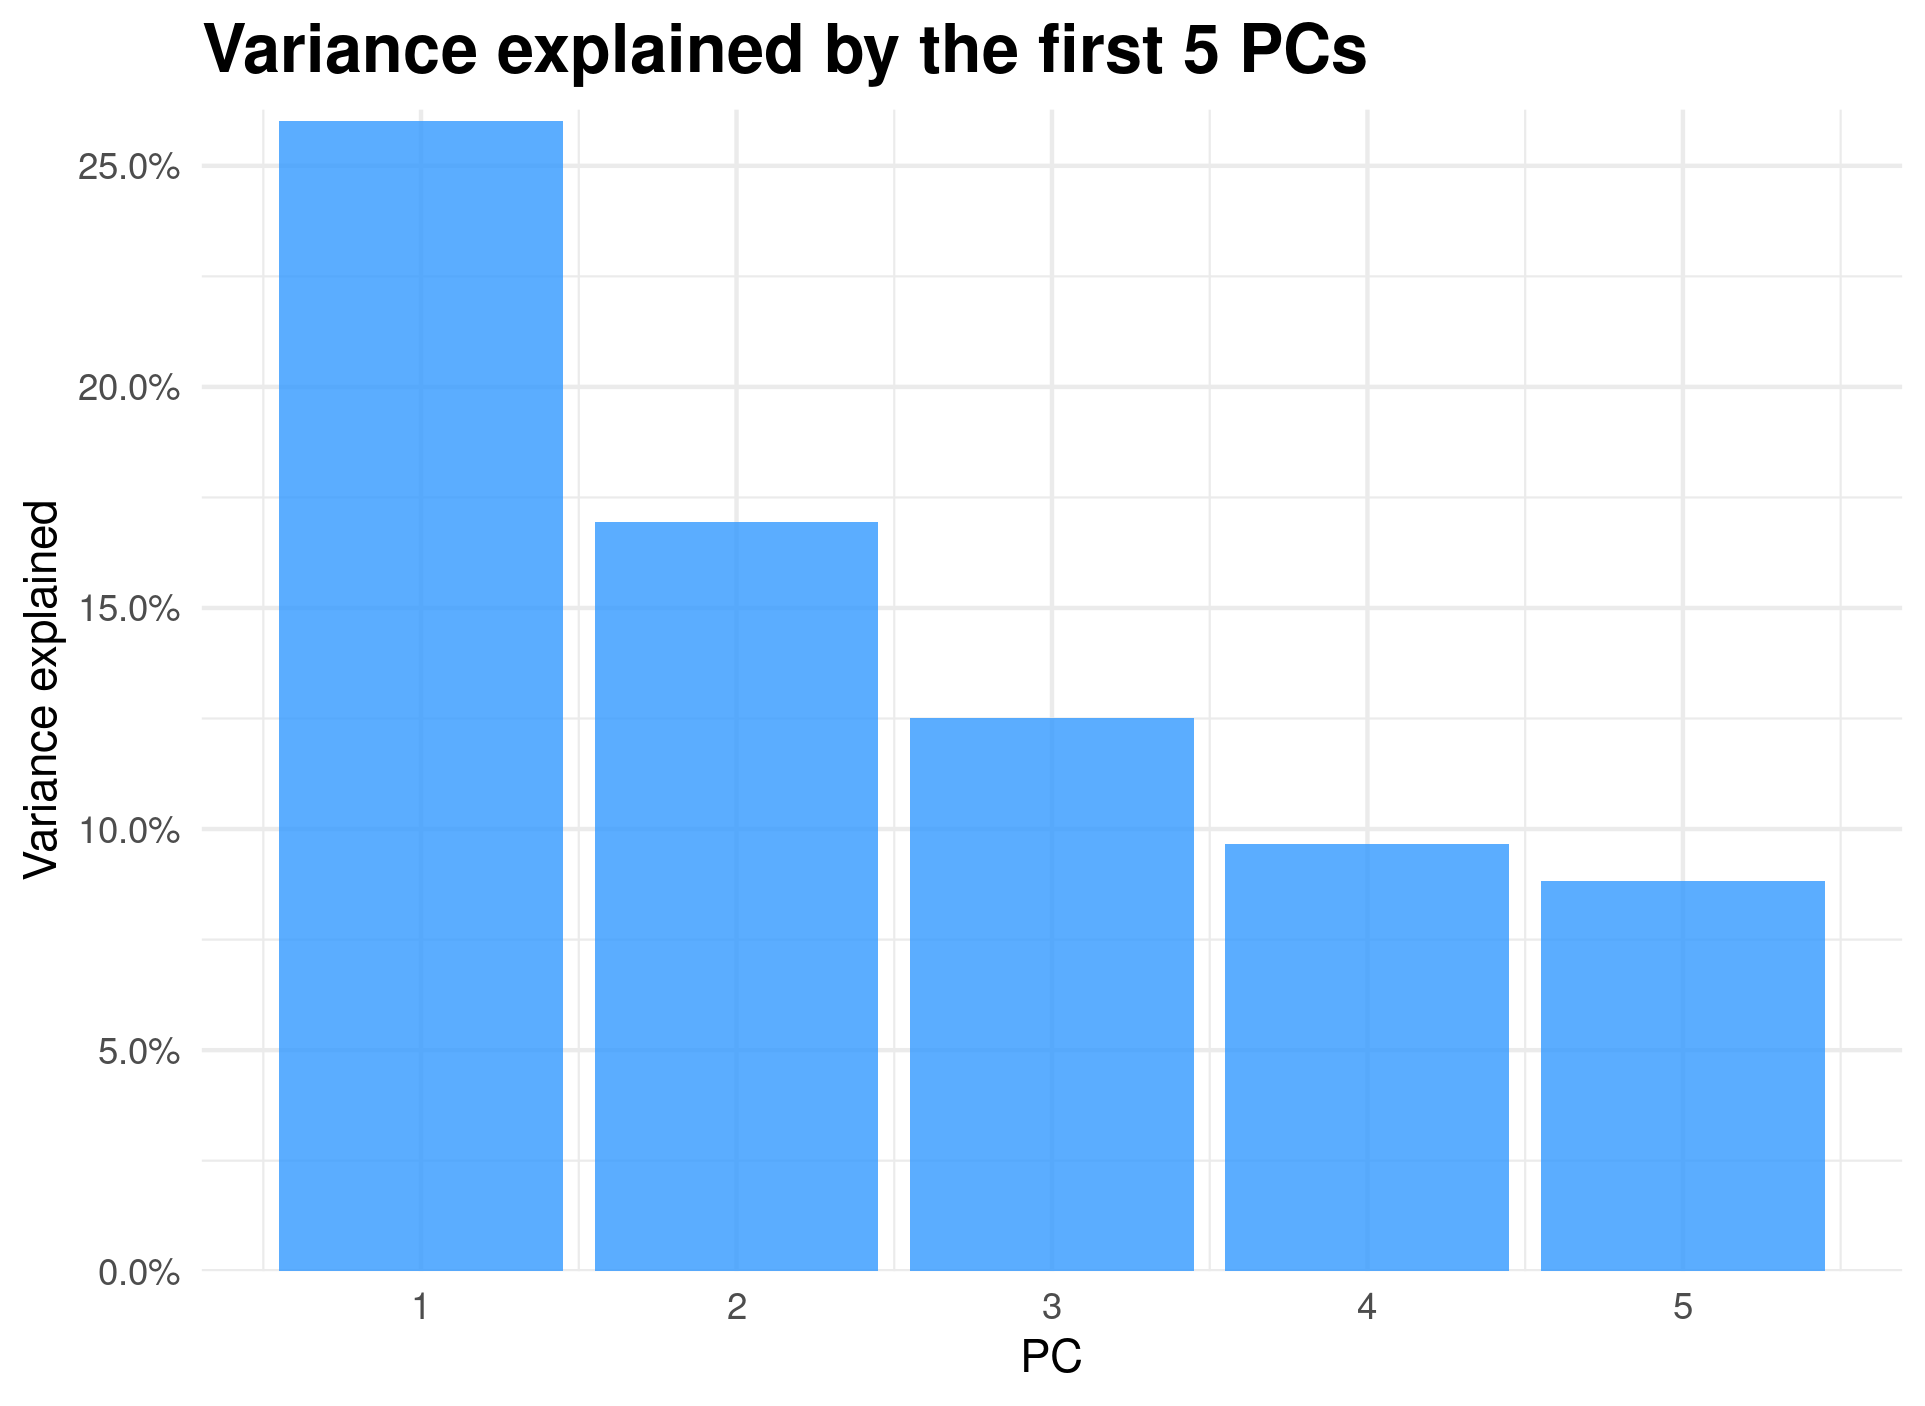 Variance explained by the first 5 PCs
Variance explained
25.0%
20.0%
15.0%
10.0%
5.0%
0.0%
1 2 3 4 5
PC